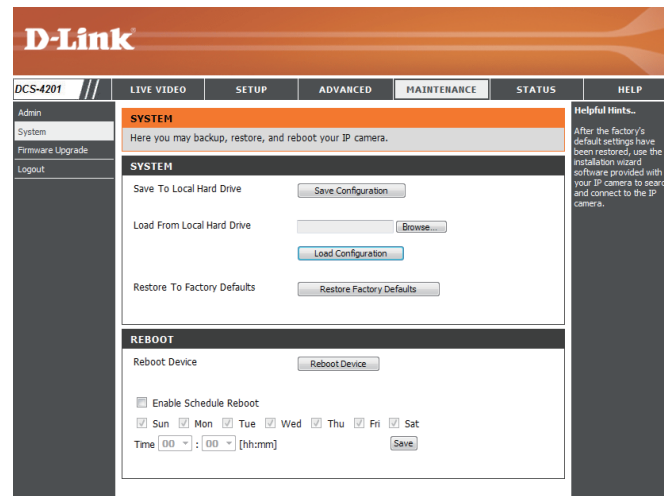 D-Link
DCS-4201 // LIVE VIDEO SETUP ADVANCED MAINTENANCE STATUS HELP
Admin
System
Firmware Upgrade
Logout
SYSTEM
Here you may backup, restore, and reboot your IP camera.
SYSTEM
Save To Local Hard Drive Save Configuration
Load From Local Hard Drive Browse...
Load Configuration
Restore To Factory Defaults Restore Factory Defaults
REBOOT
Reboot Device Reboot Device
Enable Schedule Reboot
Sun Mon Tue Wed Thu Fri Sat
Time 00 : 00 [hh:mm] Save
Helpful Hints..
After the factory's
default settings have
been restored, use the
installation wizard
software provided with
your IP camera to searc
and connect to the IP
camera.